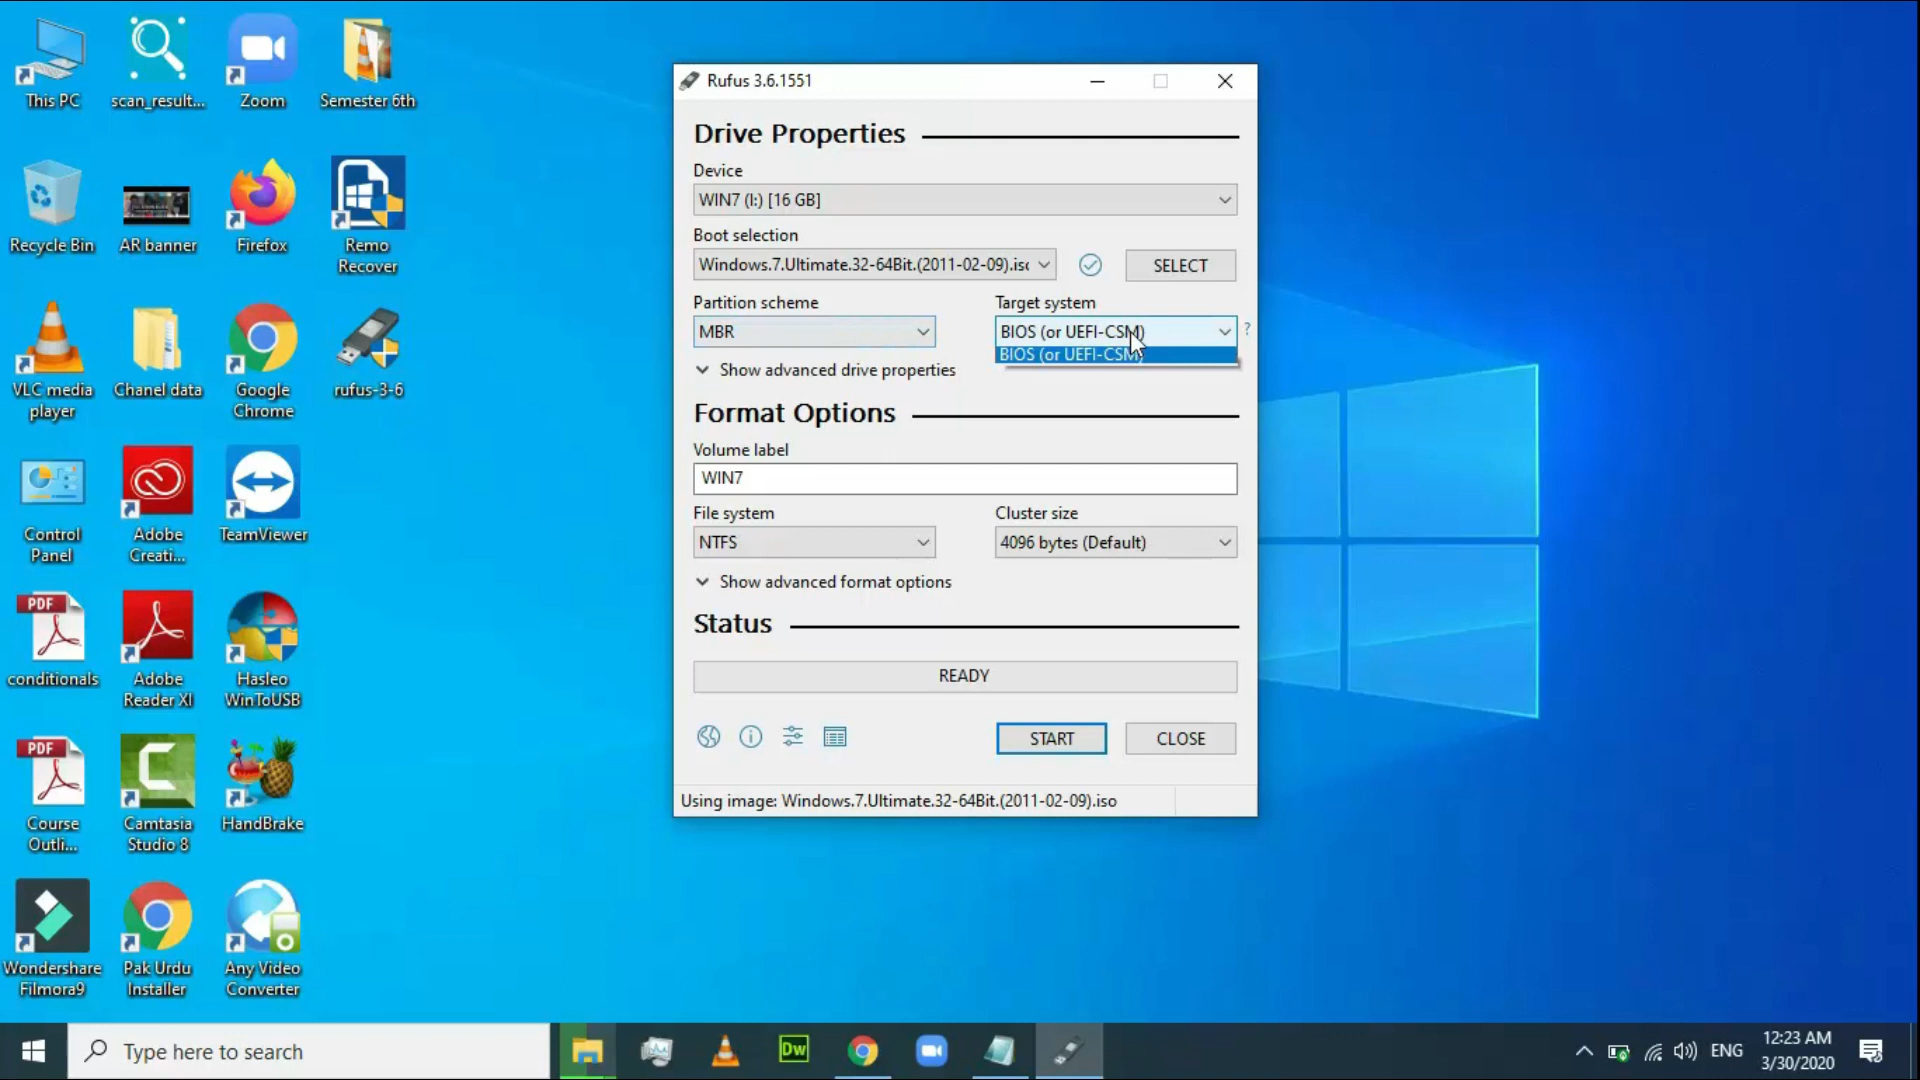 This PC
scan_result...
Zoom
Semester 6th
Recycle Bin
AR banner
Firefox
Remo
Recover
VLC media
player
Chanel data
Google
Chrome
rufus-3-6
Control
Panel
Adobe
Creati...
TeamViewer
PDF
conditionals
Adobe
Reader XI
Hasleo
WinToUSB
PDF
Course
Outli...
Camtasia
Studio 8
HandBrake
Wondershare
Filmora9
Pak Urdu
Installer
Any Video
Converter
Rufus 3.6.1551
Drive Properties
Device
WIN7 (I:) [16 GB]
Boot selection
Windows.7.Ultimate.32-64Bit.(2011-02-09).iso
SELECT
Partition scheme
Target system
MBR
BIOS (or UEFI-CSM)
?
BIOS (or UEFI-CSM)
Show advanced drive properties
Format Options
Volume label
WIN7
File system
Cluster size
NTFS
4096 bytes (Default)
Show advanced format options
Status
READY
START
CLOSE
Using image: Windows.7.Ultimate.32-64Bit.(2011-02-09).iso
Type here to search
Dw
ENG
12:23 AM
3/30/2020